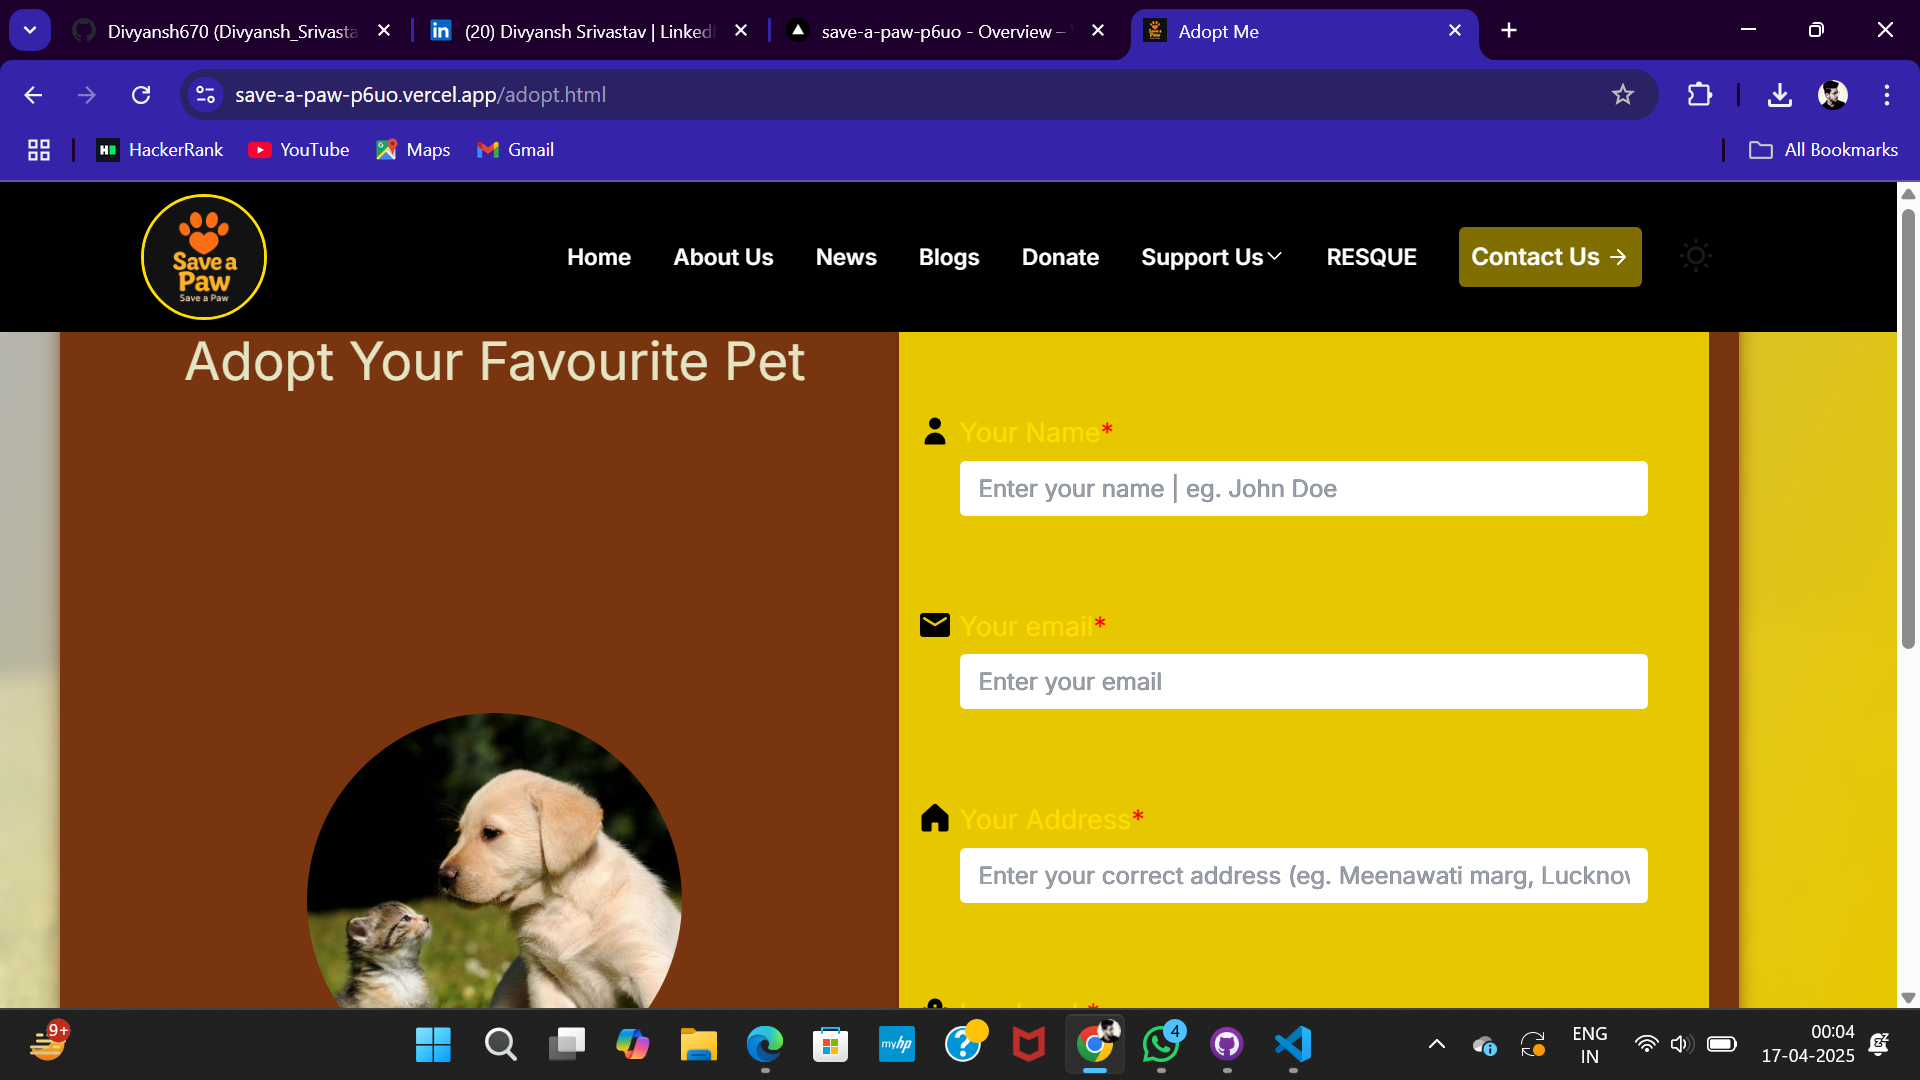 Divyansh670 (Divyansh_Srivasta
(20) Divyansh Srivastav | LinkedI
save-a-paw-p6uo - Overview –
Adopt Me
save-a-paw-p6uo.vercel.app/adopt.html
HackerRank
YouTube
Maps
Gmail
All Bookmarks
Save a
Paw
Save a Paw
Home
About Us
News
Blogs
Donate
Support Us
RESQUE
Contact Us →
Adopt Your Favourite Pet
Your Name*
Enter your name | eg. John Doe
Your email*
Enter your email
Your Address*
Enter your correct address (eg. Meenawati marg, Lucknow
9+
myhp
4
ENG
IN
00:04
17-04-2025